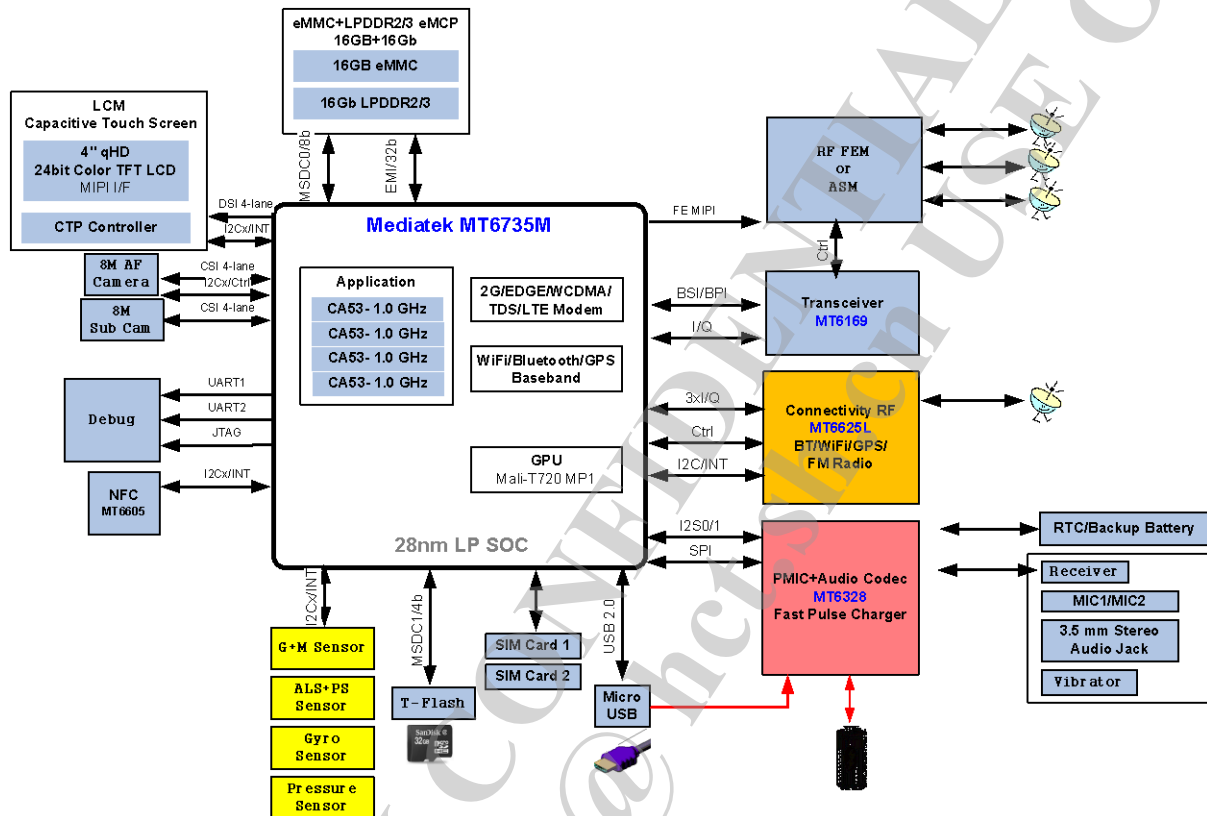 eMMC+LPDDR2/3 eMCP
16GB+16Gb
16GB eMMC
16Gb LPDDR2/3
LCM
Capacitive Touch Screen
4" qHD
24bit Color TFT LCD
MIPI I/F
CTP Controller
MSDC0/8b
EMI/32b
DSI 4-lane
I2Cx/INT
8M AF
Camera
CSI 4-lane
I2Cx/Ctrl
8M
Sub Cam
CSI 4-lane
Debug
UART1
UART2
JTAG
NFC
MT6605
I2Cx/INT
Mediatek MT6735M
Application
CA53- 1.0 GHz
CA53- 1.0 GHz
CA53- 1.0 GHz
CA53- 1.0 GHz
2G/EDGE/WCDMA/
TDS/LTE Modem
WiFi/Bluetooth/GPS
Baseband
GPU
Mali-T720 MP1
28nm LP SOC
FE MIPI
RF FEM
or
ASM
Ctrl
BSI/BPI
I/Q
Transceiver
MT6169
3xI/Q
Ctrl
I2C/INT
Connectivity RF
MT6625L
BT/WiFi/GPS/
FM Radio
I2S0/1
SPI
PMIC+Audio Codec
MT6328
Fast Pulse Charger
RTC/Backup Battery
Receiver
MIC1/MIC2
3.5 mm Stereo
Audio Jack
Vibrator
I2Cx/INT
G+M Sensor
ALS+PS
Sensor
Gyro
Sensor
Pressure
Sensor
MSDC1/4b
T-Flash
SanDisk
32GB
SIM Card 1
SIM Card 2
USB 2.0
Micro
USB
CONFIDENTIAL
@hctsh.cn USE O